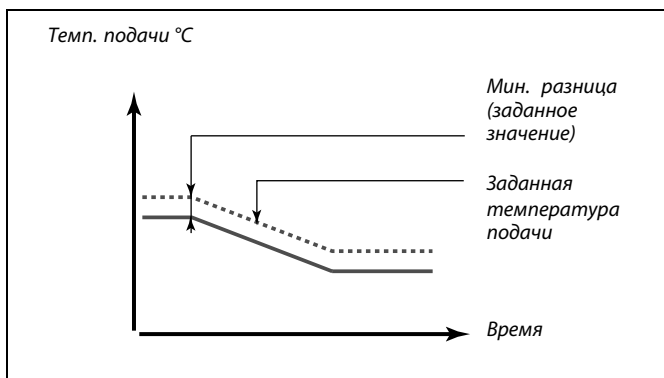 Темп. подачи °C
Мин. разница
(заданное
значение)
Заданная
температура
подачи
Время